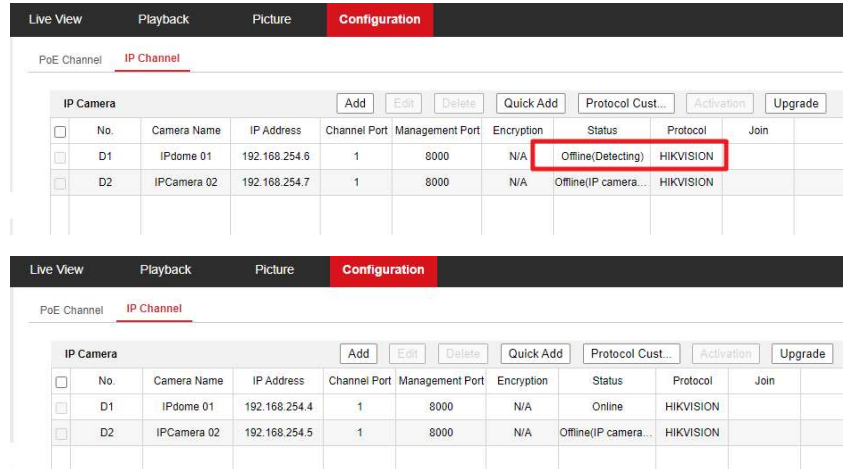 Live View Playback Picture Configuration
PoE Channel IP Channel
IP Camera Add Edit Delete Quick Add Protocol Cust... Activation Upgrade
No. Camera Name IP Address Channel Port Management Port Encryption Status Protocol Join
D1 IPdome 01 192.168.254.6 1 8000 N/A Offline(Detecting) HIKVISION
D2 IPCamera 02 192.168.254.7 1 8000 N/A Offline(IP camera... HIKVISION
Live View Playback Picture Configuration
PoE Channel IP Channel
IP Camera Add Edit Delete Quick Add Protocol Cust... Activation Upgrade
No. Camera Name IP Address Channel Port Management Port Encryption Status Protocol Join
D1 IPdome 01 192.168.254.4 1 8000 N/A Online HIKVISION
D2 IPCamera 02 192.168.254.5 1 8000 N/A Offline(IP camera... HIKVISION